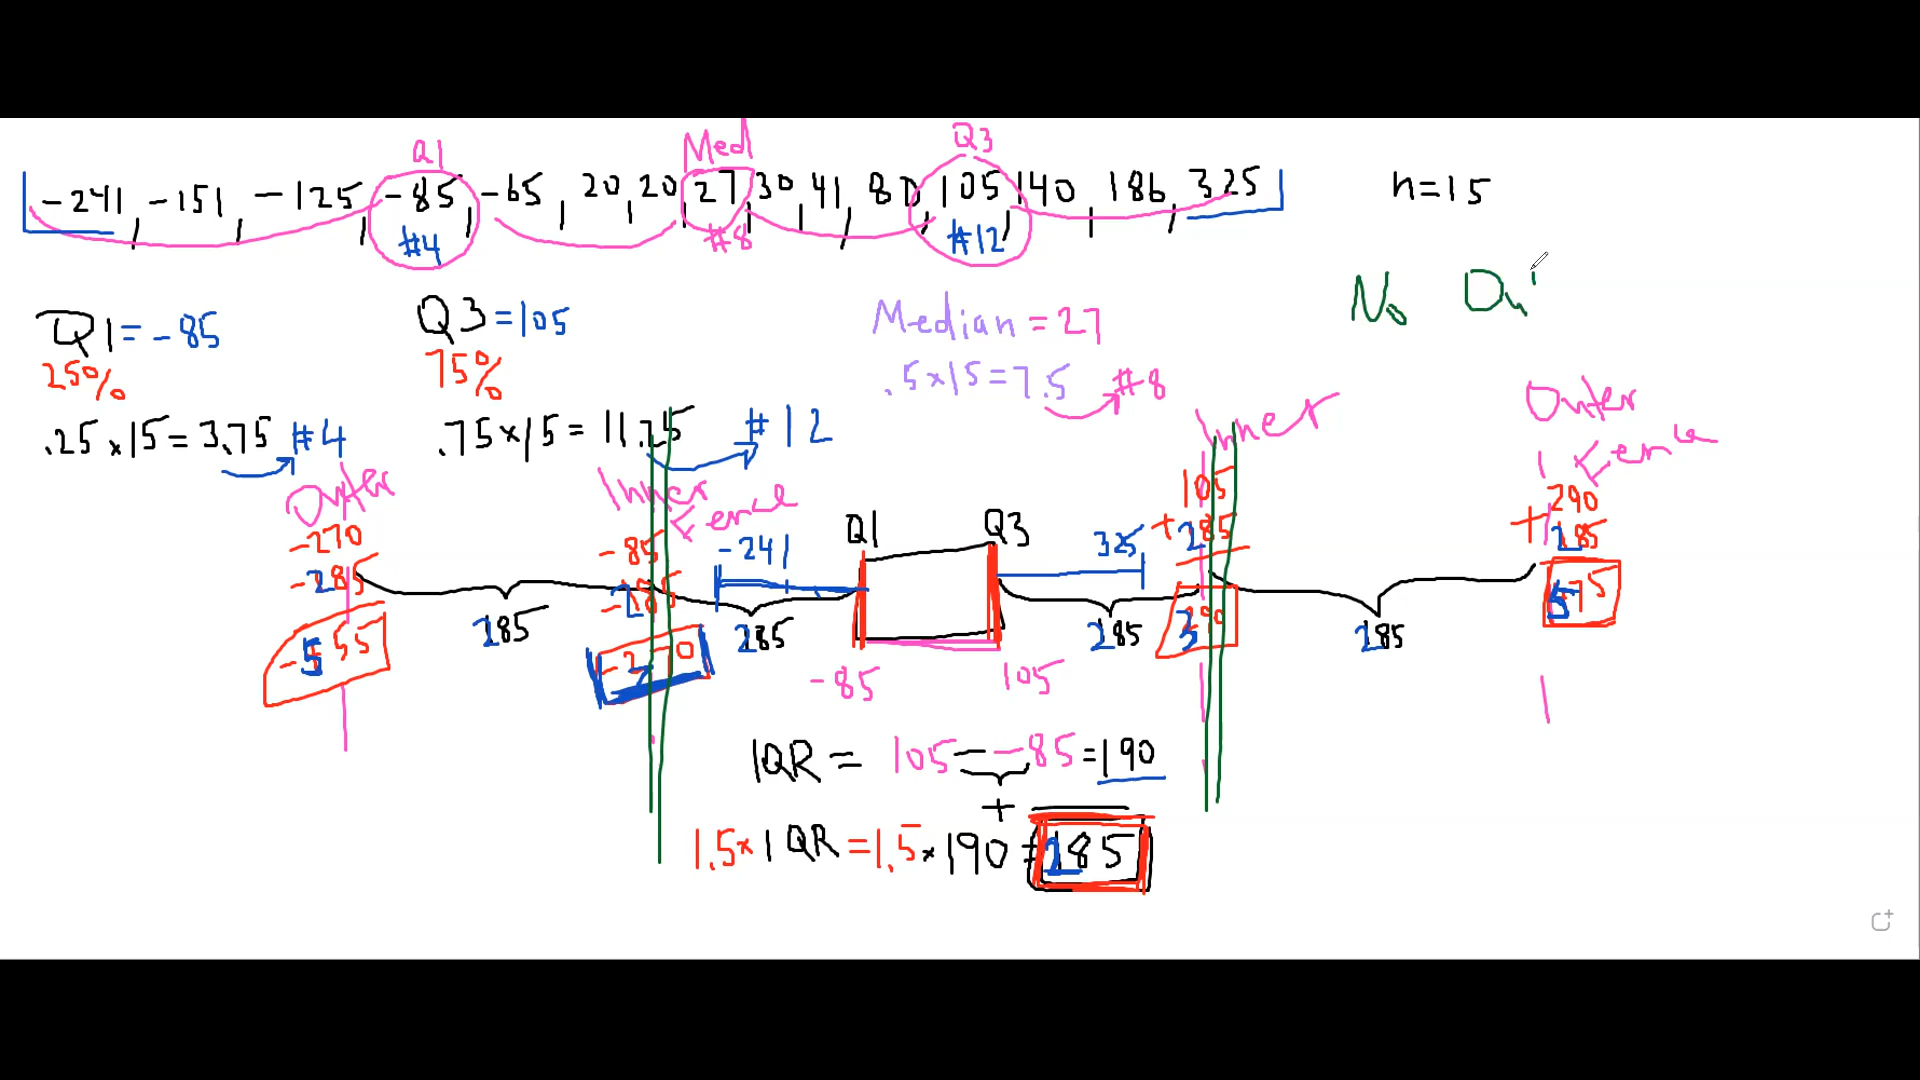 Q1 Med Q3
-241, -151, -125, -85, -65, 20, 20, 27, 30, 41, 80, 105, 140, 186, 325 n=15
#4 #8 #12
No Ou
Q1 = -85 Q3 = 105 Median = 27
25% 75% .5×15=7.5 #8
.25×15=3.75 #4 .75×15=11.25 #12
Outer Inner Fence Inner Outer Fence
-270 -85 -241 Q1 Q3 325 105 290
-285 +285 +285
-555 285 -270 285 285 390 285 575
-85 105
IQR = 105 - -85 = 190
+
1.5×IQR = 1.5×190 = 285